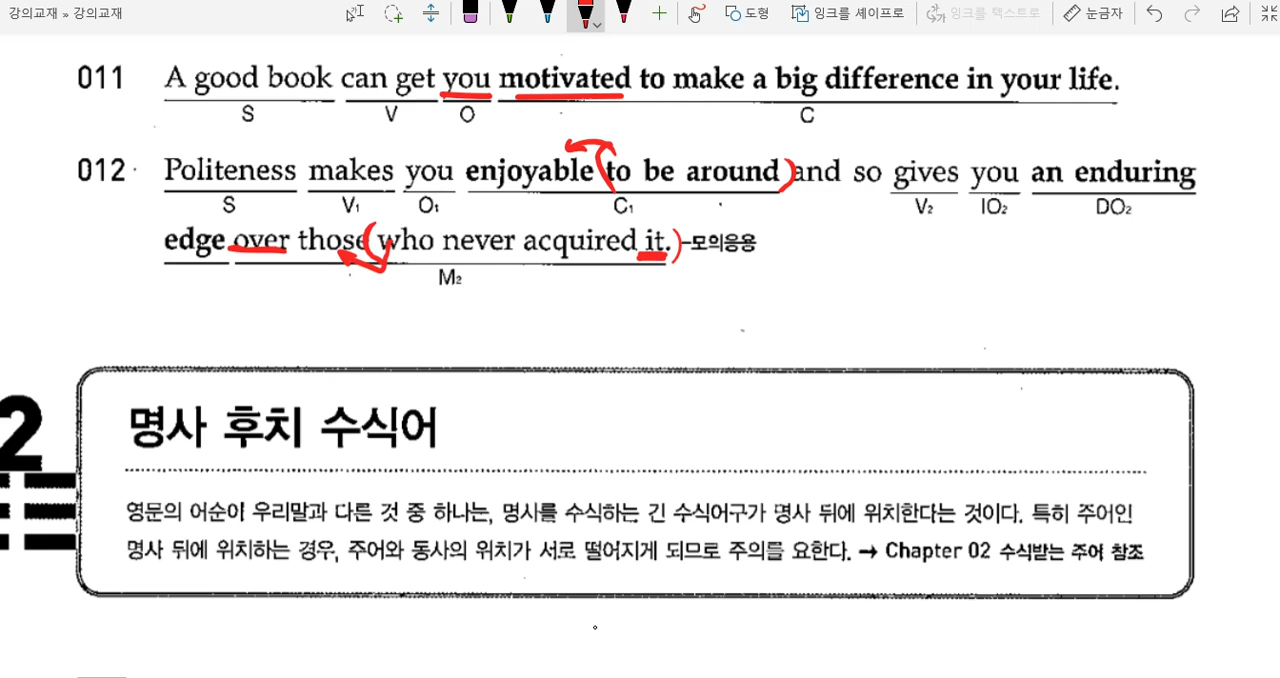 강의교재 » 강의교재 도형 잉크를 셰이프로 잉크를 텍스트로 눈금자
011 A good book can get you motivated to make a big difference in your life.
S V O C
012 Politeness makes you enjoyable to be around and so gives you an enduring
S V₁ O₁ C₁ V₂ IO₂ DO₂
edge over those who never acquired it. -모의응용
M₂
2
명사 후치 수식어
영문의 어순이 우리말과 다른 것 중 하나는, 명사를 수식하는 긴 수식어구가 명사 뒤에 위치한다는 것이다. 특히 주어인
명사 뒤에 위치하는 경우, 주어와 동사의 위치가 서로 떨어지게 되므로 주의를 요한다. → Chapter 02 수식받는 주어 참조